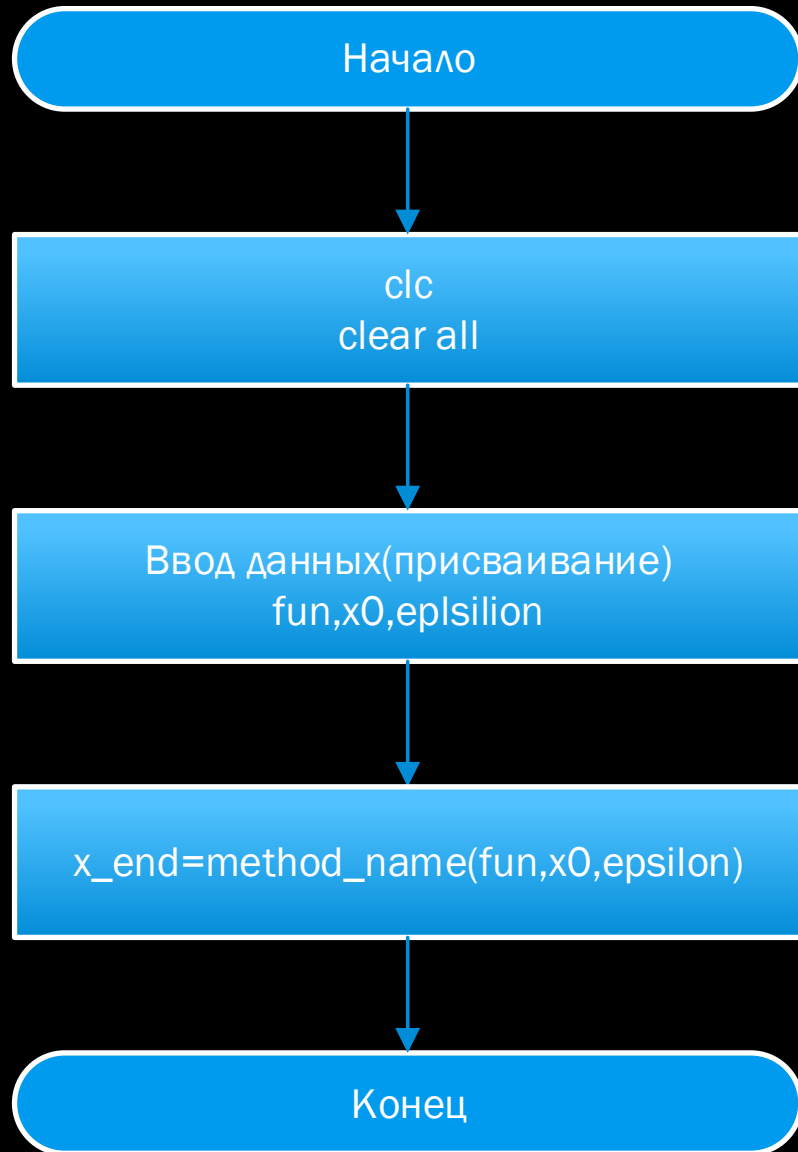 Начало
clc
clear all
Ввод данных(присваивание)
fun,x0,eplsilion
x_end=method_name(fun,x0,epsilon)
Конец